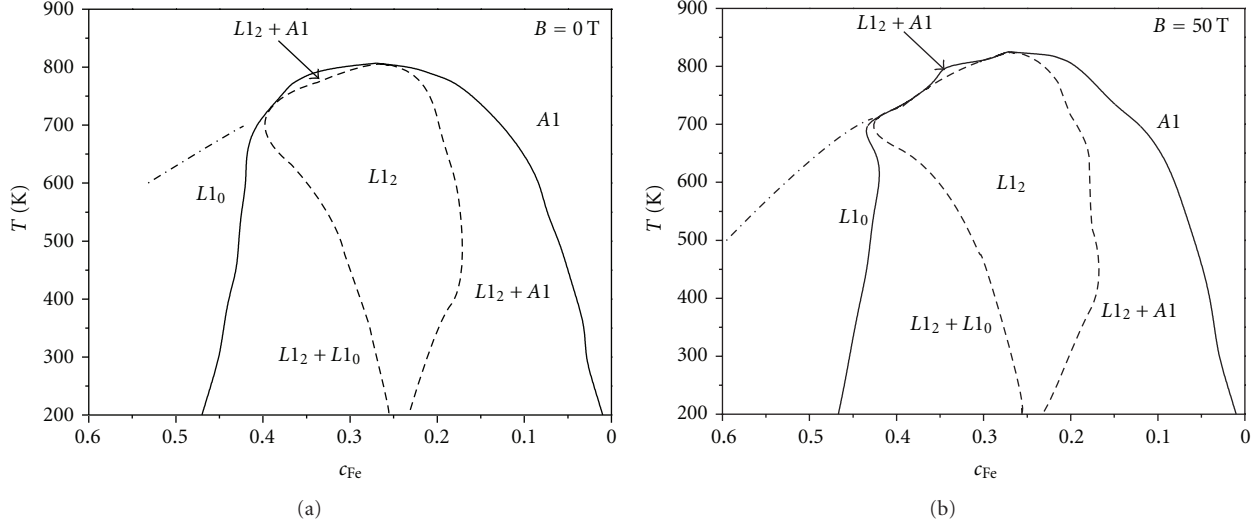 900
800
700
600
500
400
300
200
T (K)
L1₂ + A1
B = 0 T
A1
L1₂
L1₀
L1₂ + A1
L1₂ + L1₀
0.6 0.5 0.4 0.3 0.2 0.1 0
c_Fe
(a)
900
800
700
600
500
400
300
200
T (K)
L1₂ + A1
B = 50 T
A1
L1₂
L1₀
L1₂ + A1
L1₂ + L1₀
0.6 0.5 0.4 0.3 0.2 0.1 0
c_Fe
(b)